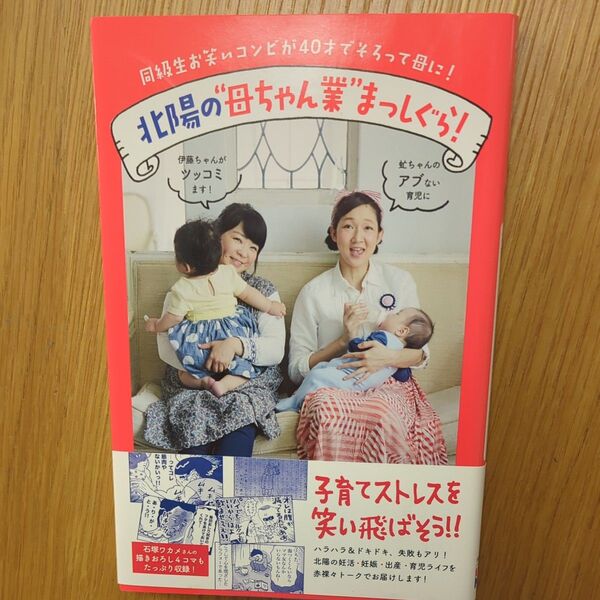 同級生お笑いコンビが40才でそろって母に!
北陽の“母ちゃん業”まっしぐら!
伊藤ちゃんが
ツッコミ
ます!
虻ちゃんの
アブない
育児に
子育てストレスを
笑い飛ばそう!!
ハラハラ&ドキドキ、失敗もアリ!
北陽の妊活・妊娠・出産・育児ライフを
赤裸々トークでお届けします!
石塚ワカメさんの
描きおろし4コマも
たっぷり収録!